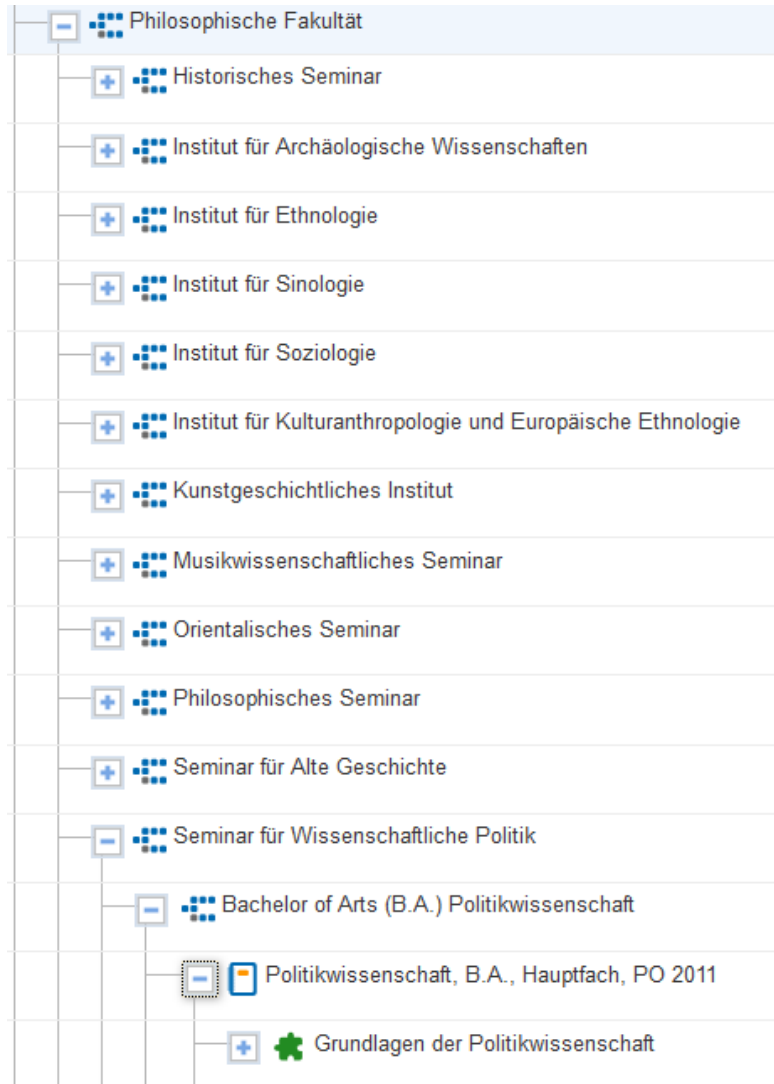 Philosophische Fakultät
Historisches Seminar
Institut für Archäologische Wissenschaften
Institut für Ethnologie
Institut für Sinologie
Institut für Soziologie
Institut für Kulturanthropologie und Europäische Ethnologie
Kunstgeschichtliches Institut
Musikwissenschaftliches Seminar
Orientalisches Seminar
Philosophisches Seminar
Seminar für Alte Geschichte
Seminar für Wissenschaftliche Politik
Bachelor of Arts (B.A.) Politikwissenschaft
Politikwissenschaft, B.A., Hauptfach, PO 2011
Grundlagen der Politikwissenschaft